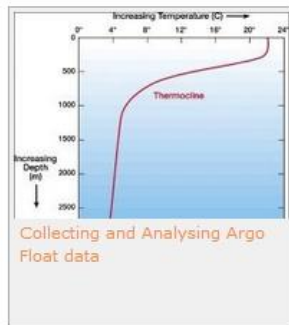 Increasing Temperature (C)
0° 4° 8° 12° 16° 20° 24°
0
500
1000
1500
2000
2500
Thermocline
Increasing
Depth
(m)
Collecting and Analysing Argo
Float data